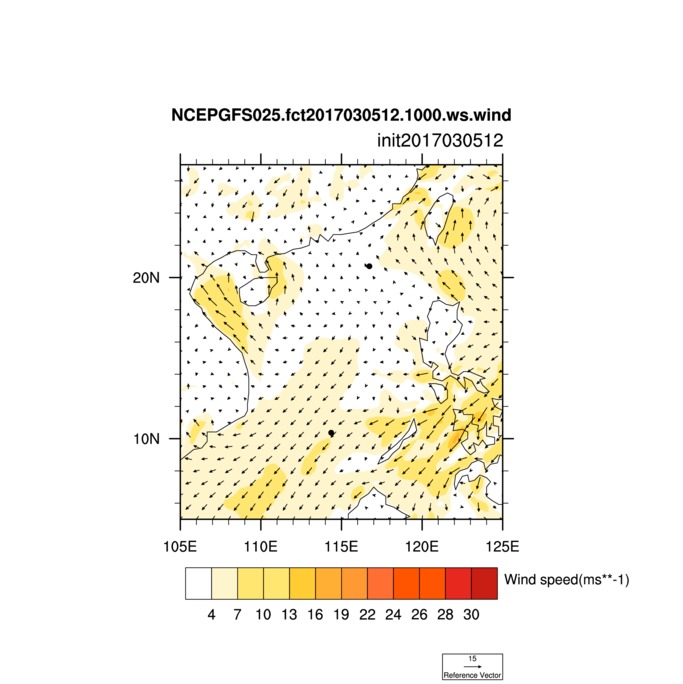 NCEPGFS025.fct2017030512.1000.ws.wind
init2017030512
20N
10N
105E 110E 115E 120E 125E
Wind speed(ms**-1)
4 7 10 13 16 19 22 24 26 28 30
15
Reference Vector